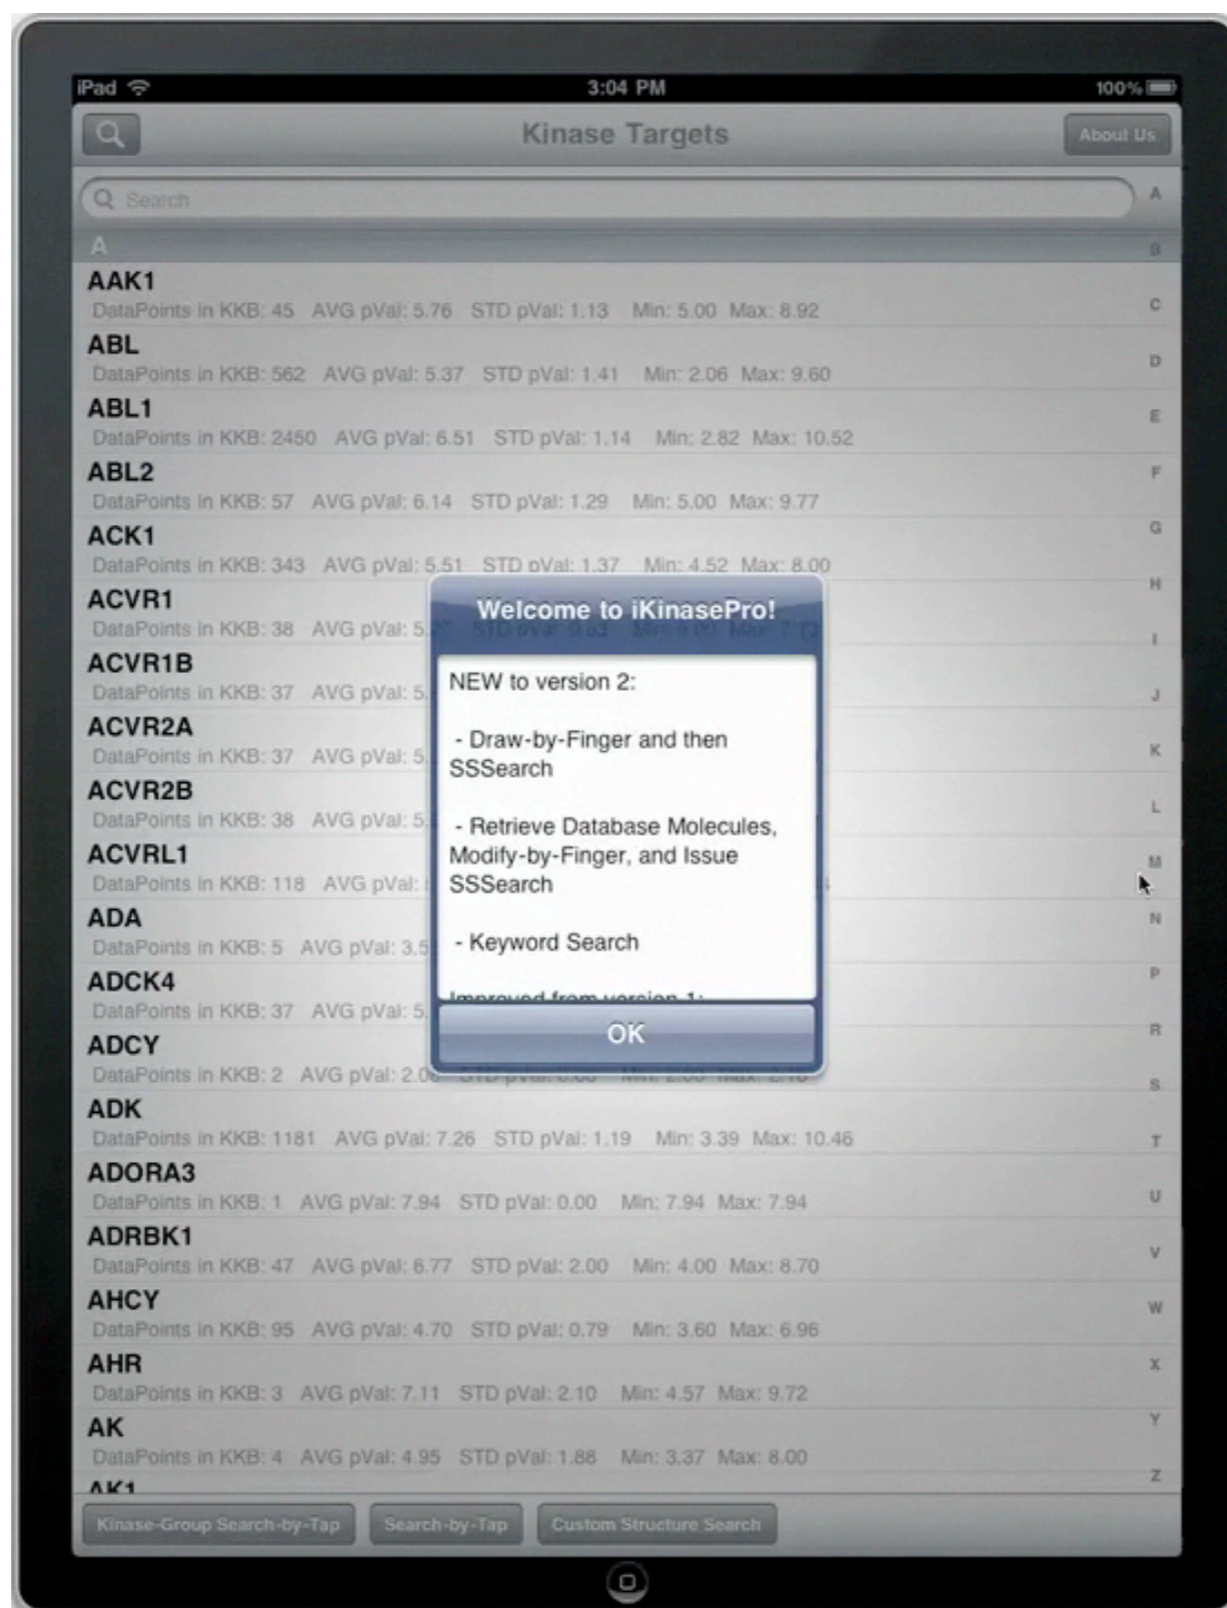 iPad 3:04 PM 100%
Kinase Targets About Us
Search
A
AAK1
DataPoints in KKB: 45 AVG pVal: 5.76 STD pVal: 1.13 Min: 5.00 Max: 8.92
ABL
DataPoints in KKB: 562 AVG pVal: 5.37 STD pVal: 1.41 Min: 2.06 Max: 9.60
ABL1
DataPoints in KKB: 2450 AVG pVal: 6.51 STD pVal: 1.14 Min: 2.82 Max: 10.52
ABL2
DataPoints in KKB: 57 AVG pVal: 6.14 STD pVal: 1.29 Min: 5.00 Max: 9.77
ACK1
DataPoints in KKB: 343 AVG pVal: 5.51 STD pVal: 1.37 Min: 4.52 Max: 8.00
ACVR1
DataPoints in KKB: 38 AVG pVal:
ACVR1B
DataPoints in KKB: 37 AVG pVal:
ACVR2A
DataPoints in KKB: 37 AVG pVal:
ACVR2B
DataPoints in KKB: 38 AVG pVal:
ACVRL1
DataPoints in KKB: 118 AVG pVal:
ADA
DataPoints in KKB: 5 AVG pVal:
ADCK4
DataPoints in KKB: 37 AVG pVal:
ADCY
DataPoints in KKB: 2 AVG pVal:
ADK
DataPoints in KKB: 1181 AVG pVal: 7.26 STD pVal: 1.19 Min: 3.39 Max: 10.46
ADORA3
DataPoints in KKB: 1 AVG pVal: 7.94 STD pVal: 0.00 Min: 7.94 Max: 7.94
ADRBK1
DataPoints in KKB: 47 AVG pVal: 6.77 STD pVal: 2.00 Min: 4.00 Max: 8.70
AHCY
DataPoints in KKB: 95 AVG pVal: 4.70 STD pVal: 0.79 Min: 3.60 Max: 6.96
AHR
DataPoints in KKB: 3 AVG pVal: 7.11 STD pVal: 2.10 Min: 4.57 Max: 9.72
AK
DataPoints in KKB: 4 AVG pVal: 4.95 STD pVal: 1.88 Min: 3.37 Max: 8.00
AK1
Welcome to iKinasePro!
NEW to version 2:
- Draw-by-Finger and then
SSSearch
- Retrieve Database Molecules,
Modify-by-Finger, and Issue
SSSearch
- Keyword Search
Improved from version 1:
OK
A
B
C
D
E
F
G
H
I
J
K
L
M
N
P
R
S
T
U
V
W
X
Y
Z
Kinase-Group Search-by-Tap Search-by-Tap Custom Structure Search